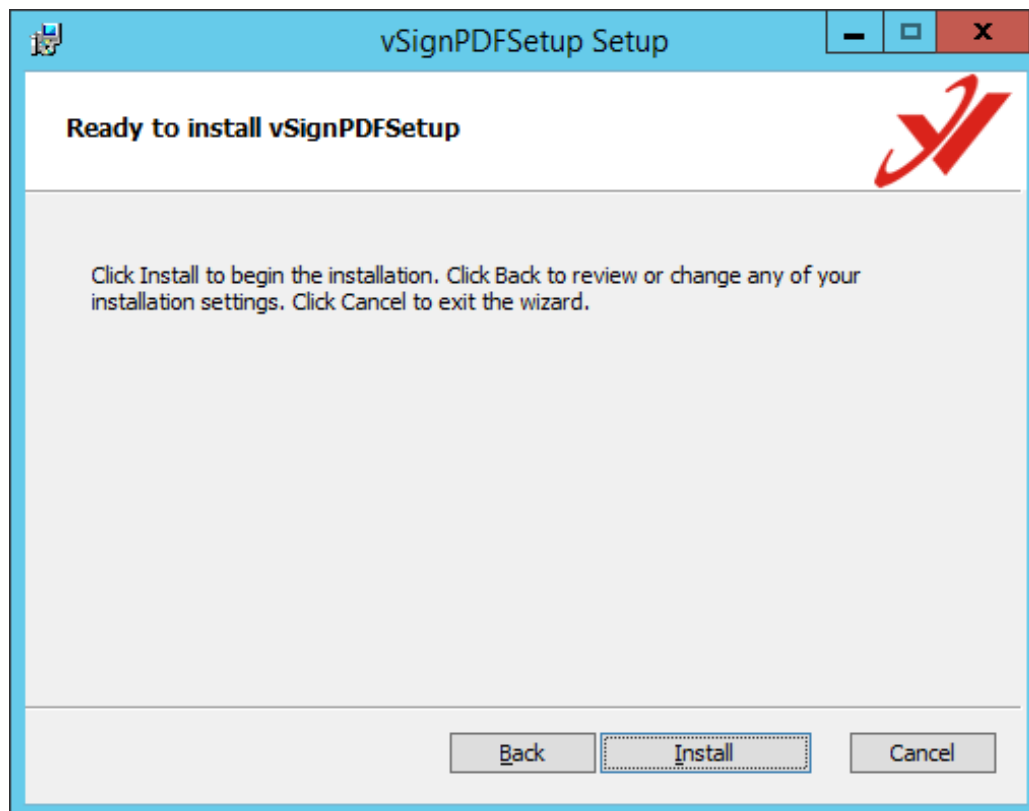 vSignPDFSetup Setup
Ready to install vSignPDFSetup
Click Install to begin the installation. Click Back to review or change any of your
installation settings. Click Cancel to exit the wizard.
Back Install Cancel